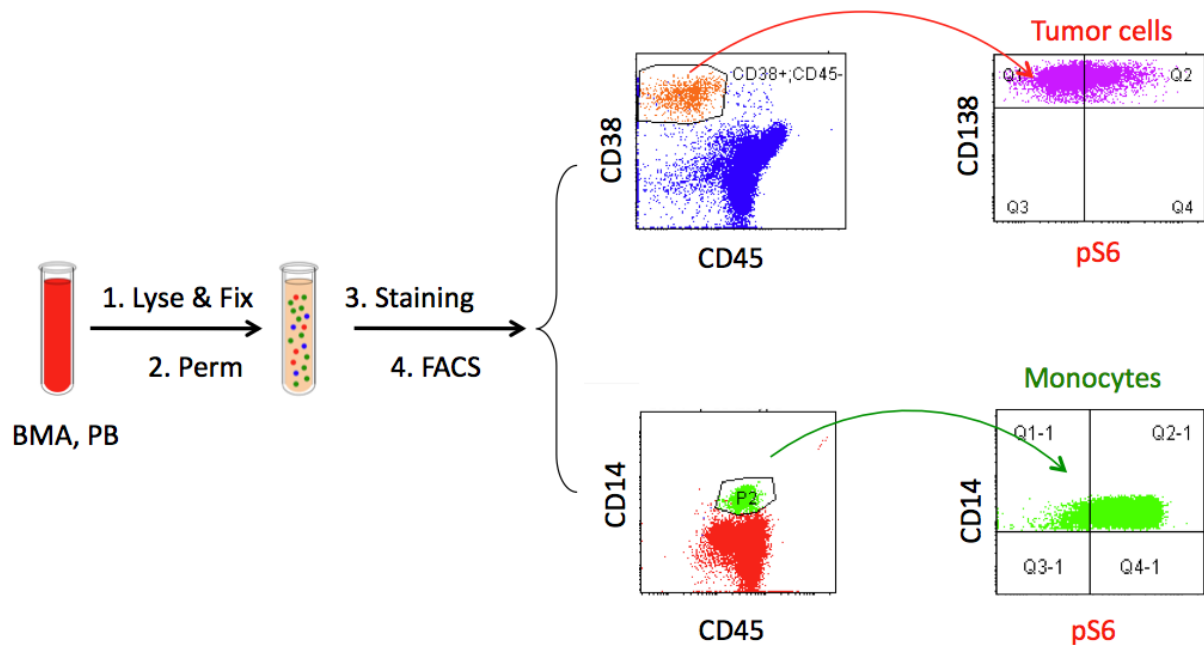 BMA, PB
1. Lyse & Fix
2. Perm
3. Staining
4. FACS
CD38+;CD45-
CD38
CD45
Tumor cells
Q1
Q2
CD138
Q3
Q4
pS6
CD14
P2
CD45
Monocytes
Q1-1
Q2-1
CD14
Q3-1
Q4-1
pS6